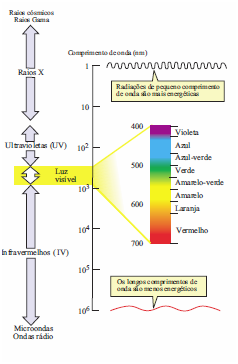 Raios cósmicos
Raios Gama
Raios X
Ultravioletas (UV)
Luz
visível
Infravermelhos (IV)
Microondas
Ondas rádio
Comprimento de onda (nm)
1
10
10²
10³
10⁴
10⁵
10⁶
Radiações de pequeno comprimento
de onda são mais energéticas
400
500
600
700
Violeta
Azul
Azul-verde
Verde
Amarelo-verde
Amarelo
Laranja
Vermelho
Os longos comprimentos de
onda são menos energéticos